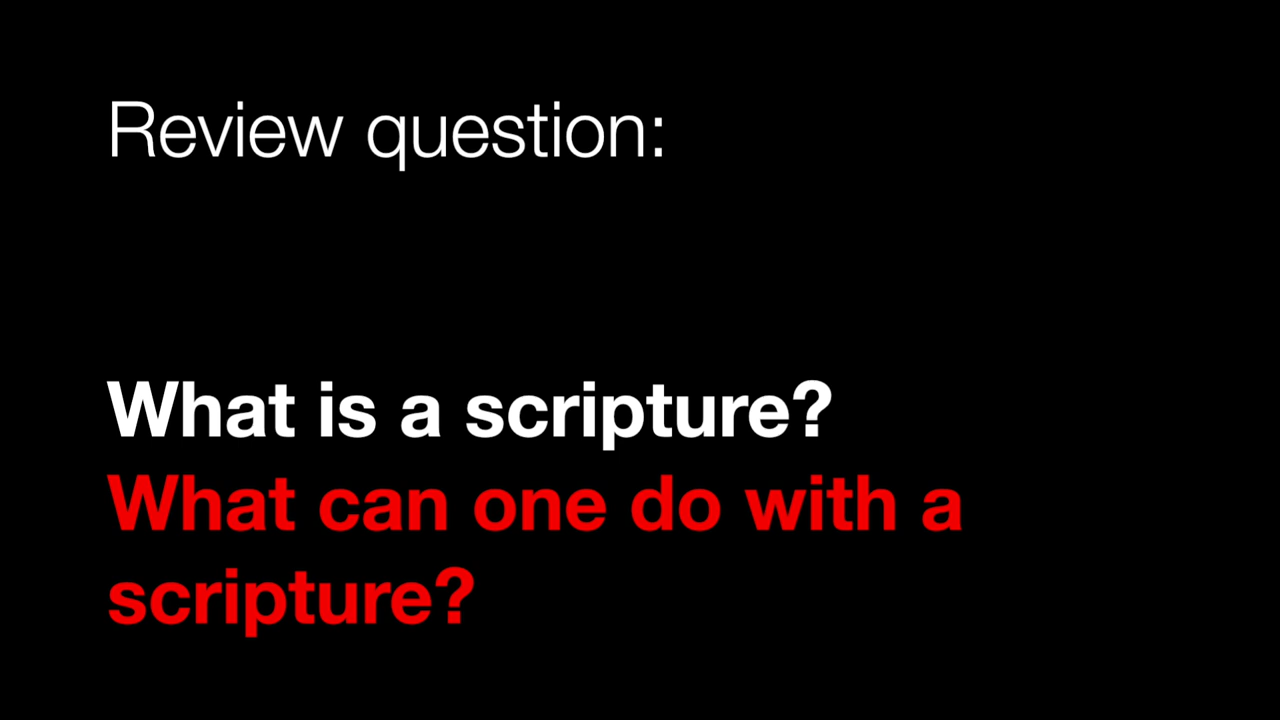 Review question:
What is a scripture?
What can one do with a
scripture?